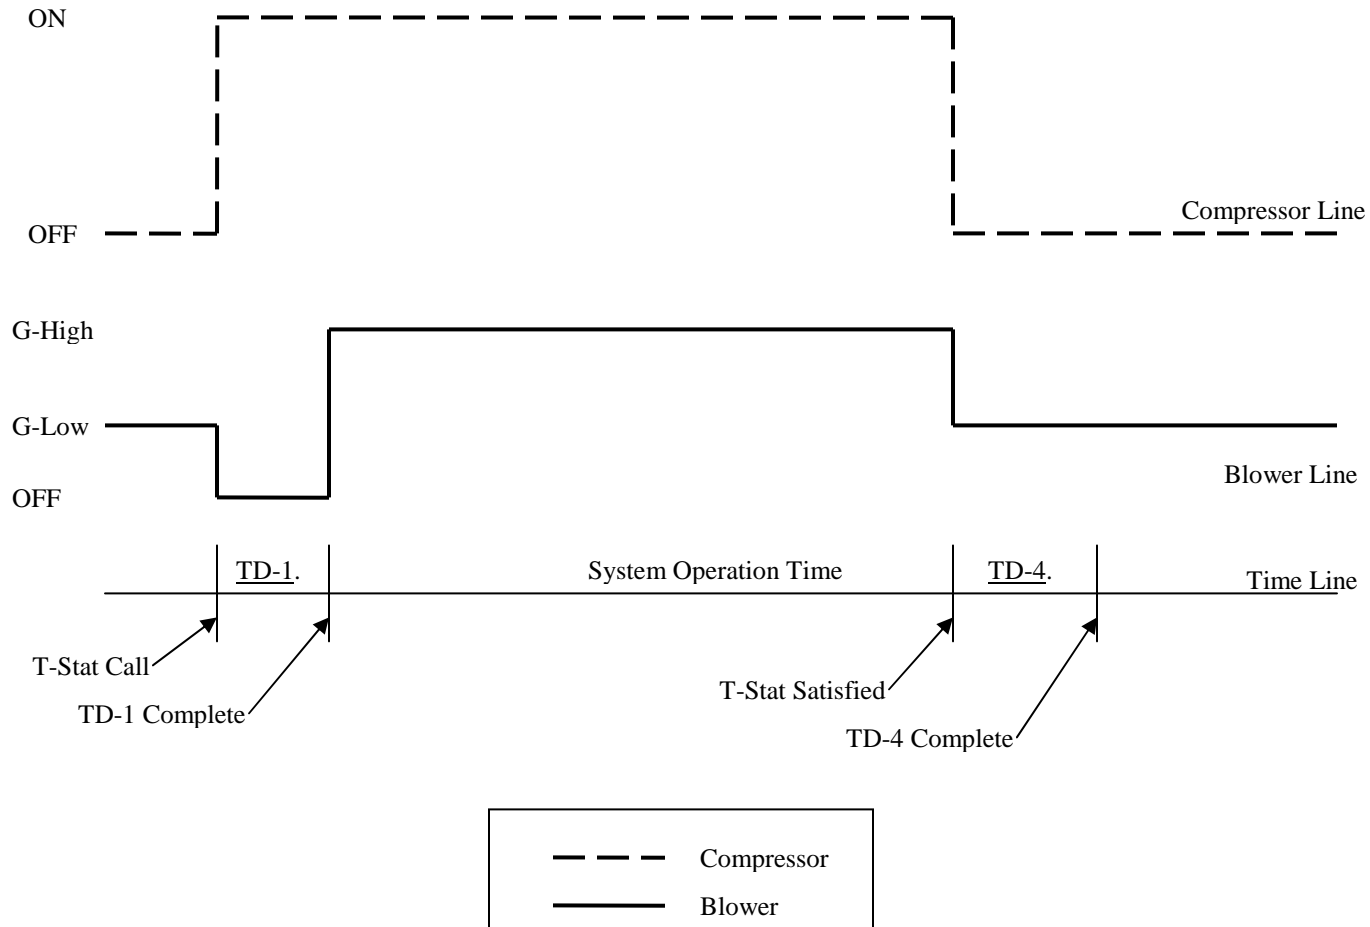 ON
Compressor Line
OFF
G-High
G-Low
Blower Line
OFF
TD-1.
System Operation Time
TD-4.
Time Line
T-Stat Call
T-Stat Satisfied
TD-1 Complete
TD-4 Complete
Compressor
Blower